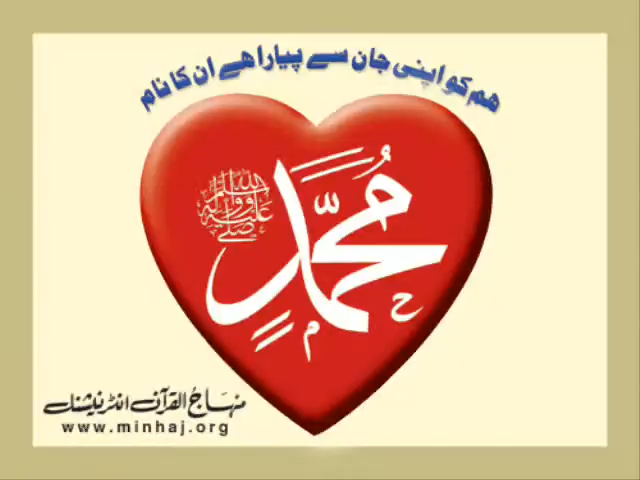 ہم کو اپنی جان سے پیارا ہے ان کا نام
مُحَمَّدٍ
صلی اللہ علیہ وآلہ وسلم
منہاجُ القرآن انٹرنیشنل
www.minhaj.org